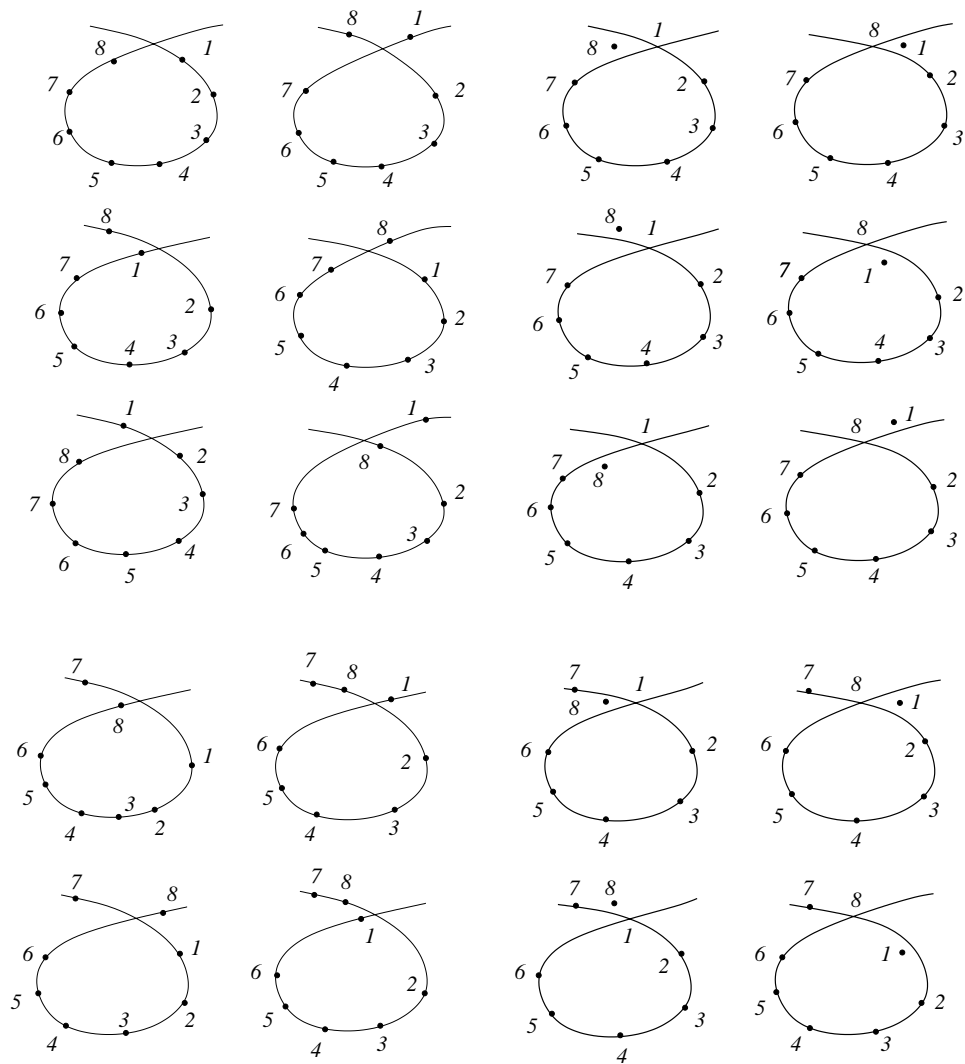 8 1 7 2 6 3 5 4
8 1 7 2 6 3 5 4
1 8 7 2 6 3 5 4
8 1 7 2 6 3 5 4
8 7 1 6 2 5 4 3
8 7 1 6 2 5 3 4
8 1 7 2 6 3 4 5
8 7 1 2 6 4 3 5
1 8 2 7 3 4 6 5
1 8 2 7 3 6 5 4
1 7 8 2 6 3 5 4
1 8 7 2 6 3 5 4
7 8 6 1 5 3 4 2
7 8 1 6 2 5 3 4
7 1 8 6 2 5 3 4
7 8 1 6 2 5 3 4
7 8 6 1 5 2 4 3
7 8 1 6 2 5 4 3
7 8 1 6 2 5 3 4
7 8 6 1 5 2 4 3